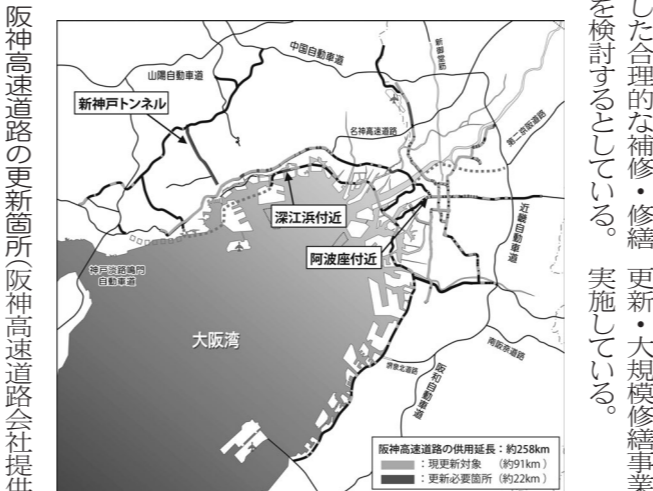 した合理的な補修・修繕
を検討するとしている。
更新・大規模修繕事業
実施している。
中国自動車道
山陽自動車道
新御堂筋
新神戸トンネル
名神高速道路
第二京阪道路
深江浜付近
阿波座付近
近畿自動車道
神戸淡路鳴門
自動車道
大阪湾
南阪奈道路
堺泉北道路
阪和自動車道
阪神高速道路の供用延長:約258km
:現更新対象 (約91km)
:更新必要箇所(約22km)
阪神高速道路の更新箇所(阪神高速道路会社提供